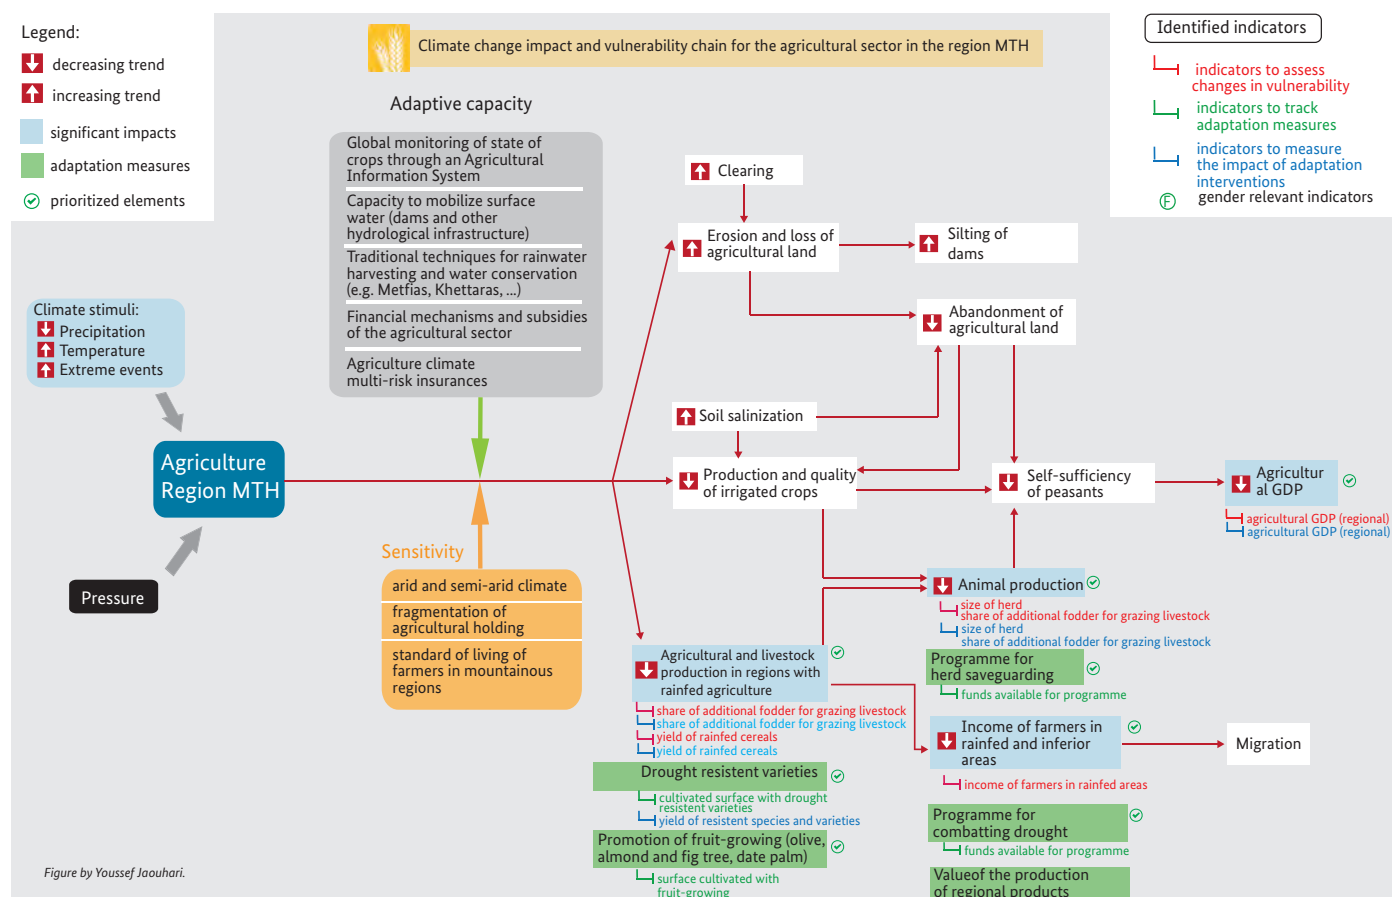 Legend:
decreasing trend
increasing trend
significant impacts
adaptation measures
prioritized elements
Climate change impact and vulnerability chain for the agricultural sector in the region MTH
Identified indicators
indicators to assess
changes in vulnerability
indicators to track
adaptation measures
indicators to measure
the impact of adaptation
interventions
F
gender relevant indicators
Adaptive capacity
Global monitoring of state of
crops through an Agricultural
Information System
Capacity to mobilize surface
water (dams and other
hydrological infrastructure)
Traditional techniques for rainwater
harvesting and water conservation
(e.g. Metfias, Khettaras, ...)
Financial mechanisms and subsidies
of the agricultural sector
Agriculture climate
multi-risk insurances
Climate stimuli:
Precipitation
Temperature
Extreme events
Agriculture
Region MTH
Pressure
Sensitivity
arid and semi-arid climate
fragmentation of
agricultural holding
standard of living of
farmers in mountainous
regions
Clearing
Erosion and loss of
agricultural land
Silting of
dams
Abandonment of
agricultural land
Soil salinization
Production and quality
of irrigated crops
Self-sufficiency
of peasants
Agricultur
al GDP
agricultural GDP (regional)
agricultural GDP (regional)
Animal production
size of herd
share of additional fodder for grazing livestock
size of herd
share of additional fodder for grazing livestock
Programme for
herd saveguarding
funds available for programme
Agricultural and livestock
production in regions with
rainfed agriculture
share of additional fodder for grazing livestock
share of additional fodder for grazing livestock
yield of rainfed cereals
yield of rainfed cereals
Drought resistent varieties
cultivated surface with drought
resistent varieties
yield of resistent species and varieties
Promotion of fruit-growing (olive,
almond and fig tree, date palm)
surface cultivated with
fruit-growing
Income of farmers in
rainfed and inferior
areas
income of farmers in rainfed areas
Migration
Programme for
combatting drought
funds available for programme
Valueof the production
of regional products
Figure by Youssef Jaouhari.